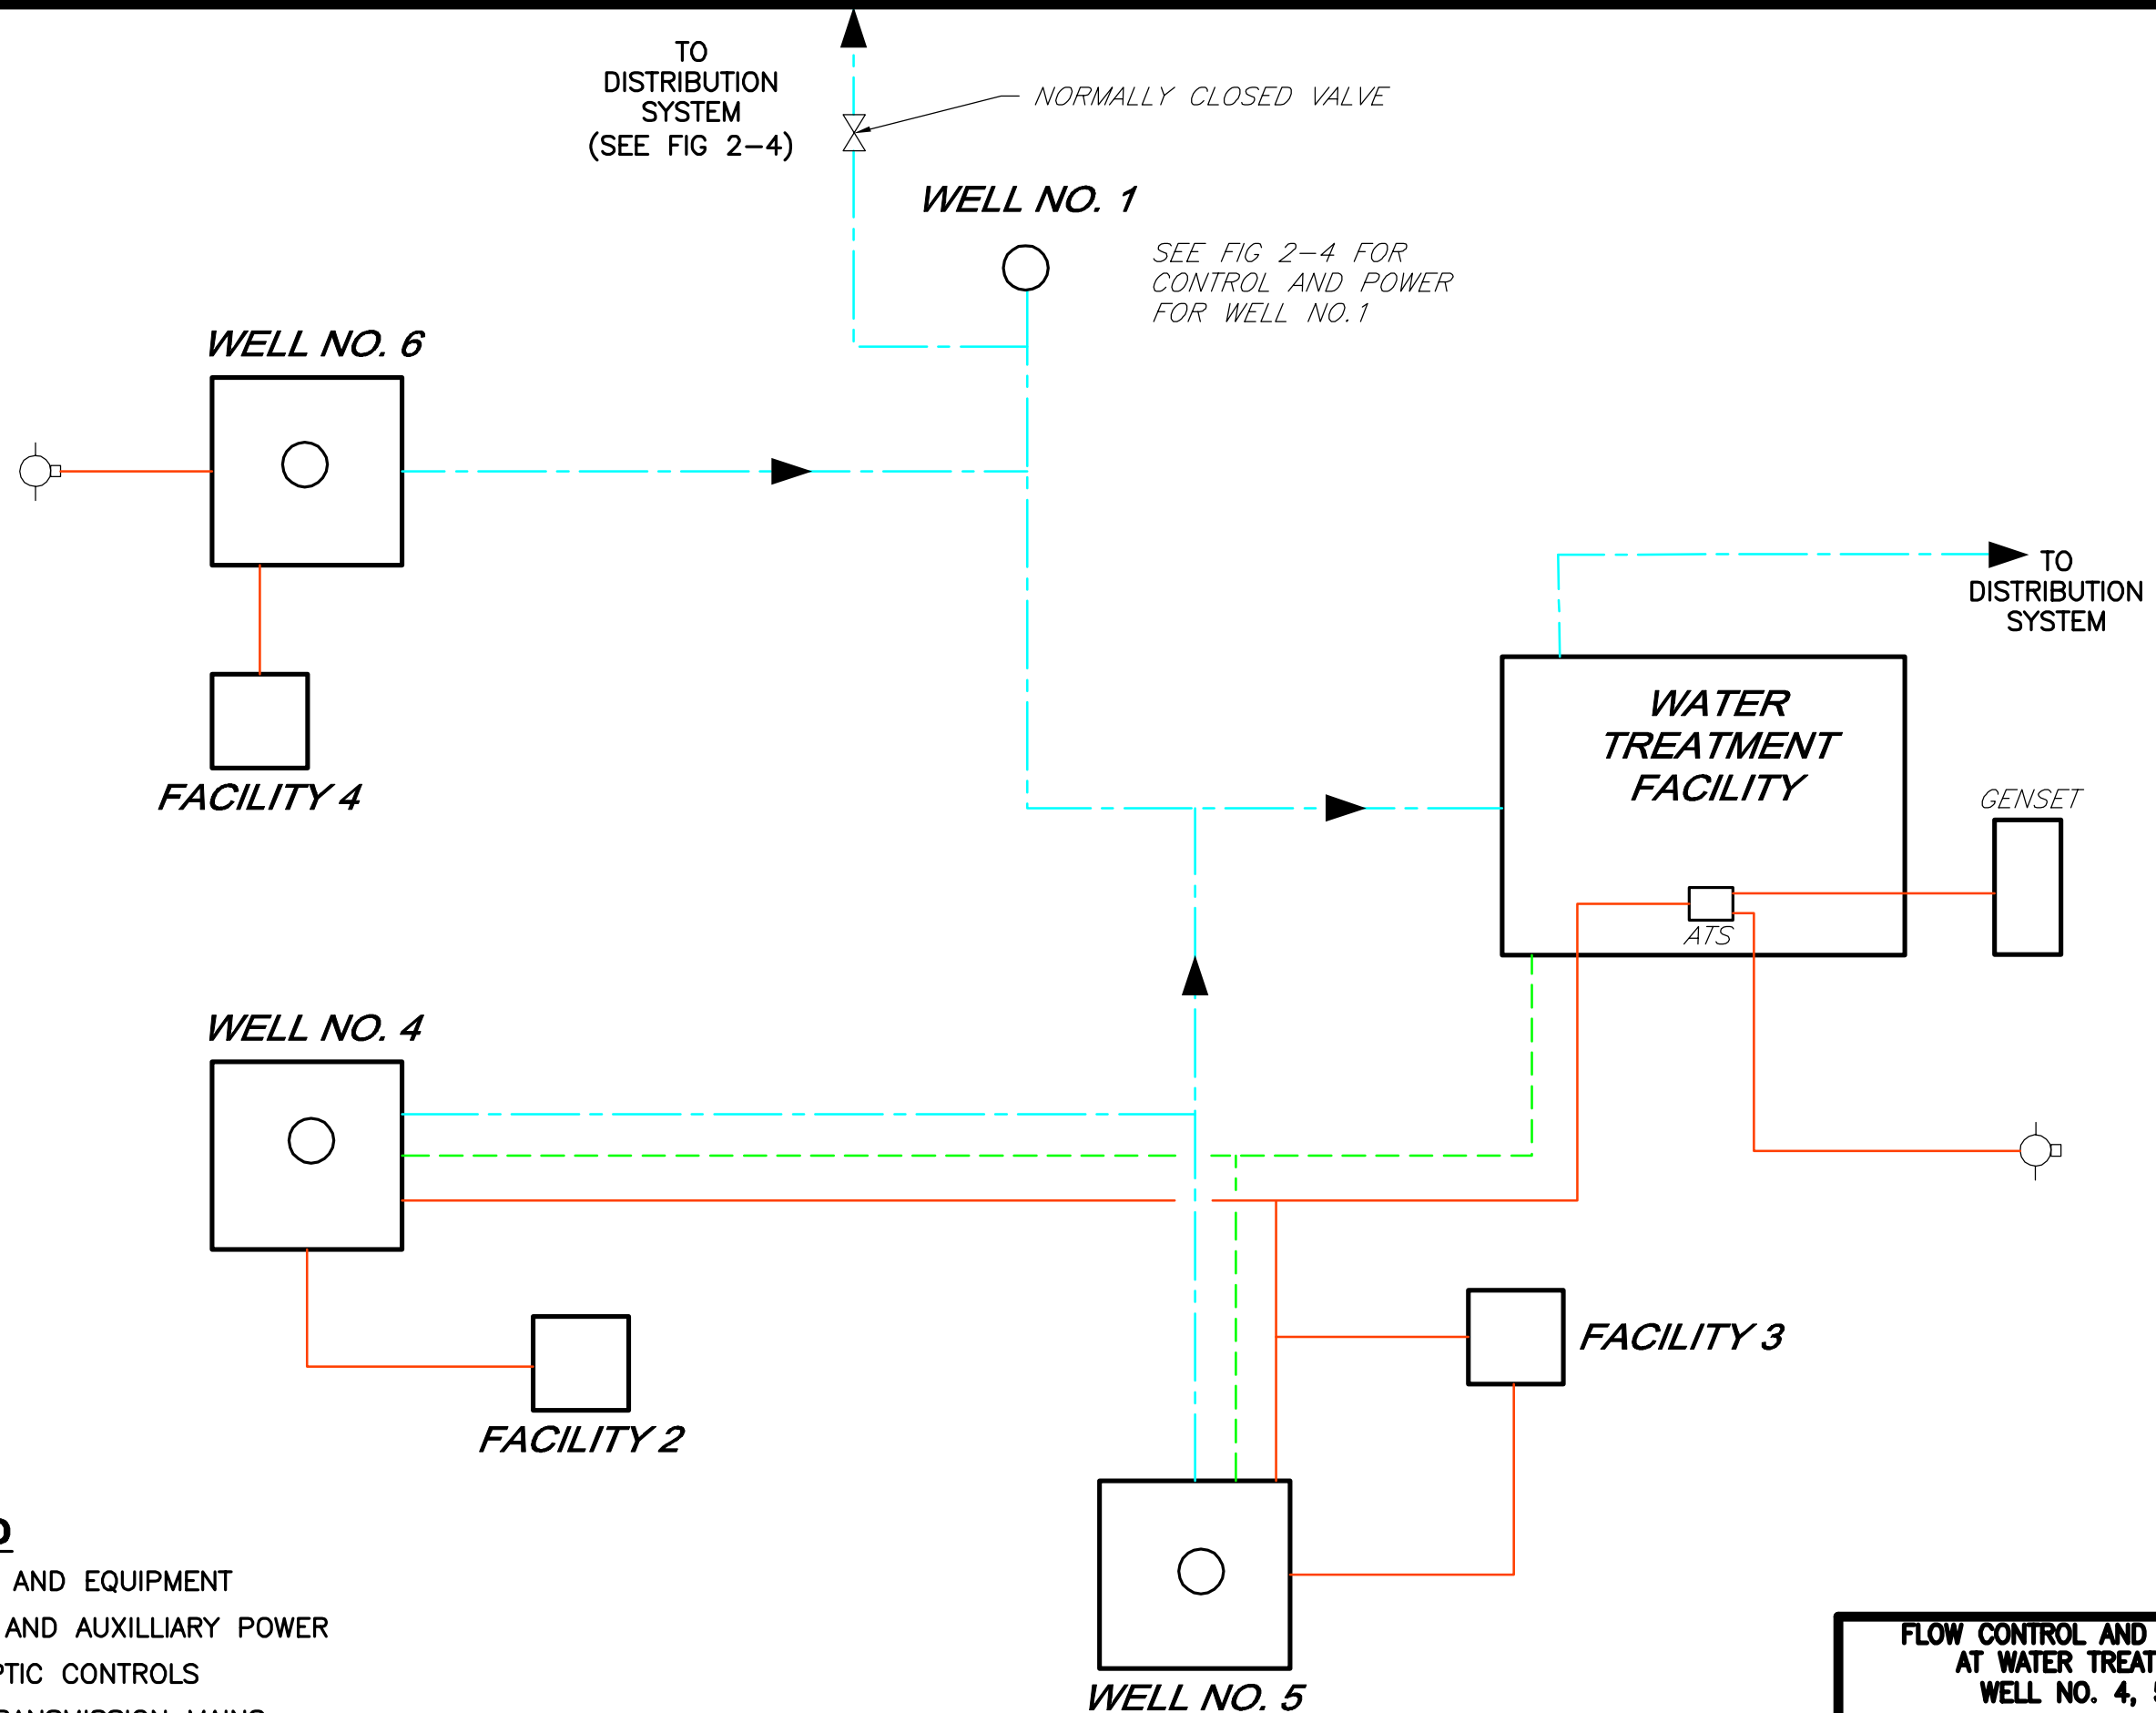 TO
DISTRIBUTION
SYSTEM
(SEE FIG 2-4)
NORMALLY CLOSED VALVE
WELL NO. 1
SEE FIG 2-4 FOR
CONTROL AND POWER
FOR WELL NO.1
WELL NO. 6
FACILITY 4
TO
DISTRIBUTION
SYSTEM
WATER
TREATMENT
FACILITY
GENSET
ATS
WELL NO. 4
FACILITY 2
FACILITY 3
WELL NO. 5
AND EQUIPMENT
AND AUXILLIARY POWER
CONTROLS
MAINS
FLOW CONTROL AND
AT WATER
WELL NO. 4,